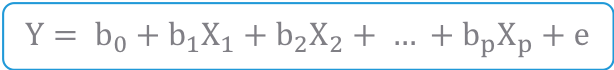 Y = b₀ + b₁X₁ + b₂X₂ + ... + bₚXₚ + e